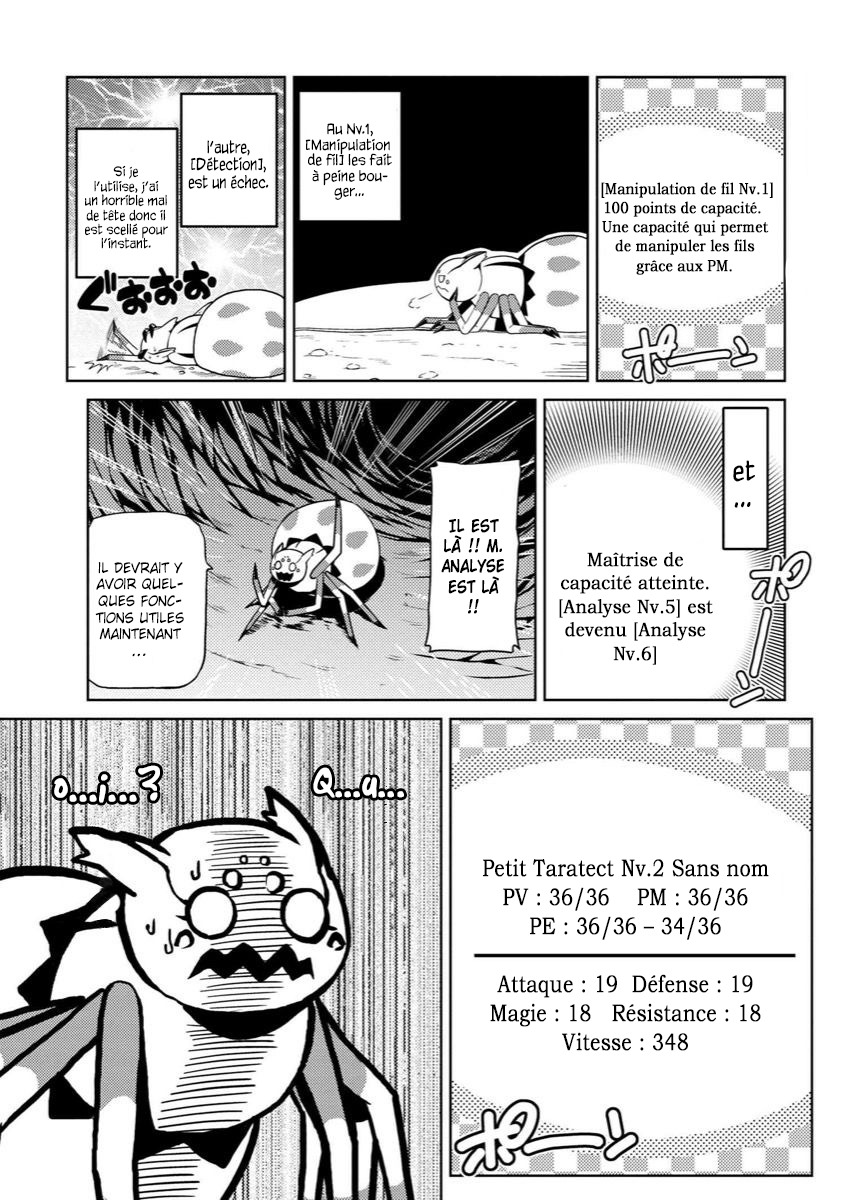 [Manipulation de fil Nv.1]
100 points de capacité.
Une capacité qui permet
de manipuler les fils
grâce aux PM.
ポーン
Au Nv.1,
[Manipulation
de fil] les fait
à peine bou-
ger...
l'autre,
[Détection],
est un échec.
Si je
l'utilise, j'ai
un horrible mal
de tête donc il
est scellé pour
l'instant.
ぐおおお
et
...
Maîtrise de
capacité atteinte.
[Analyse Nv.5] est
devenu [Analyse
Nv.6]
ポーン
IL EST
LÀ !! M.
ANALYSE
EST LÀ
!!
IL DEVRAIT Y
AVOIR QUEL-
QUES FONC-
TIONS UTILES
MAINTENANT
...
Petit Taratect Nv.2 Sans nom
PV : 36/36 PM : 36/36
PE : 36/36 – 34/36
Attaque : 19 Défense : 19
Magie : 18 Résistance : 18
Vitesse : 348
ポーン
Q...u...
o...i...?